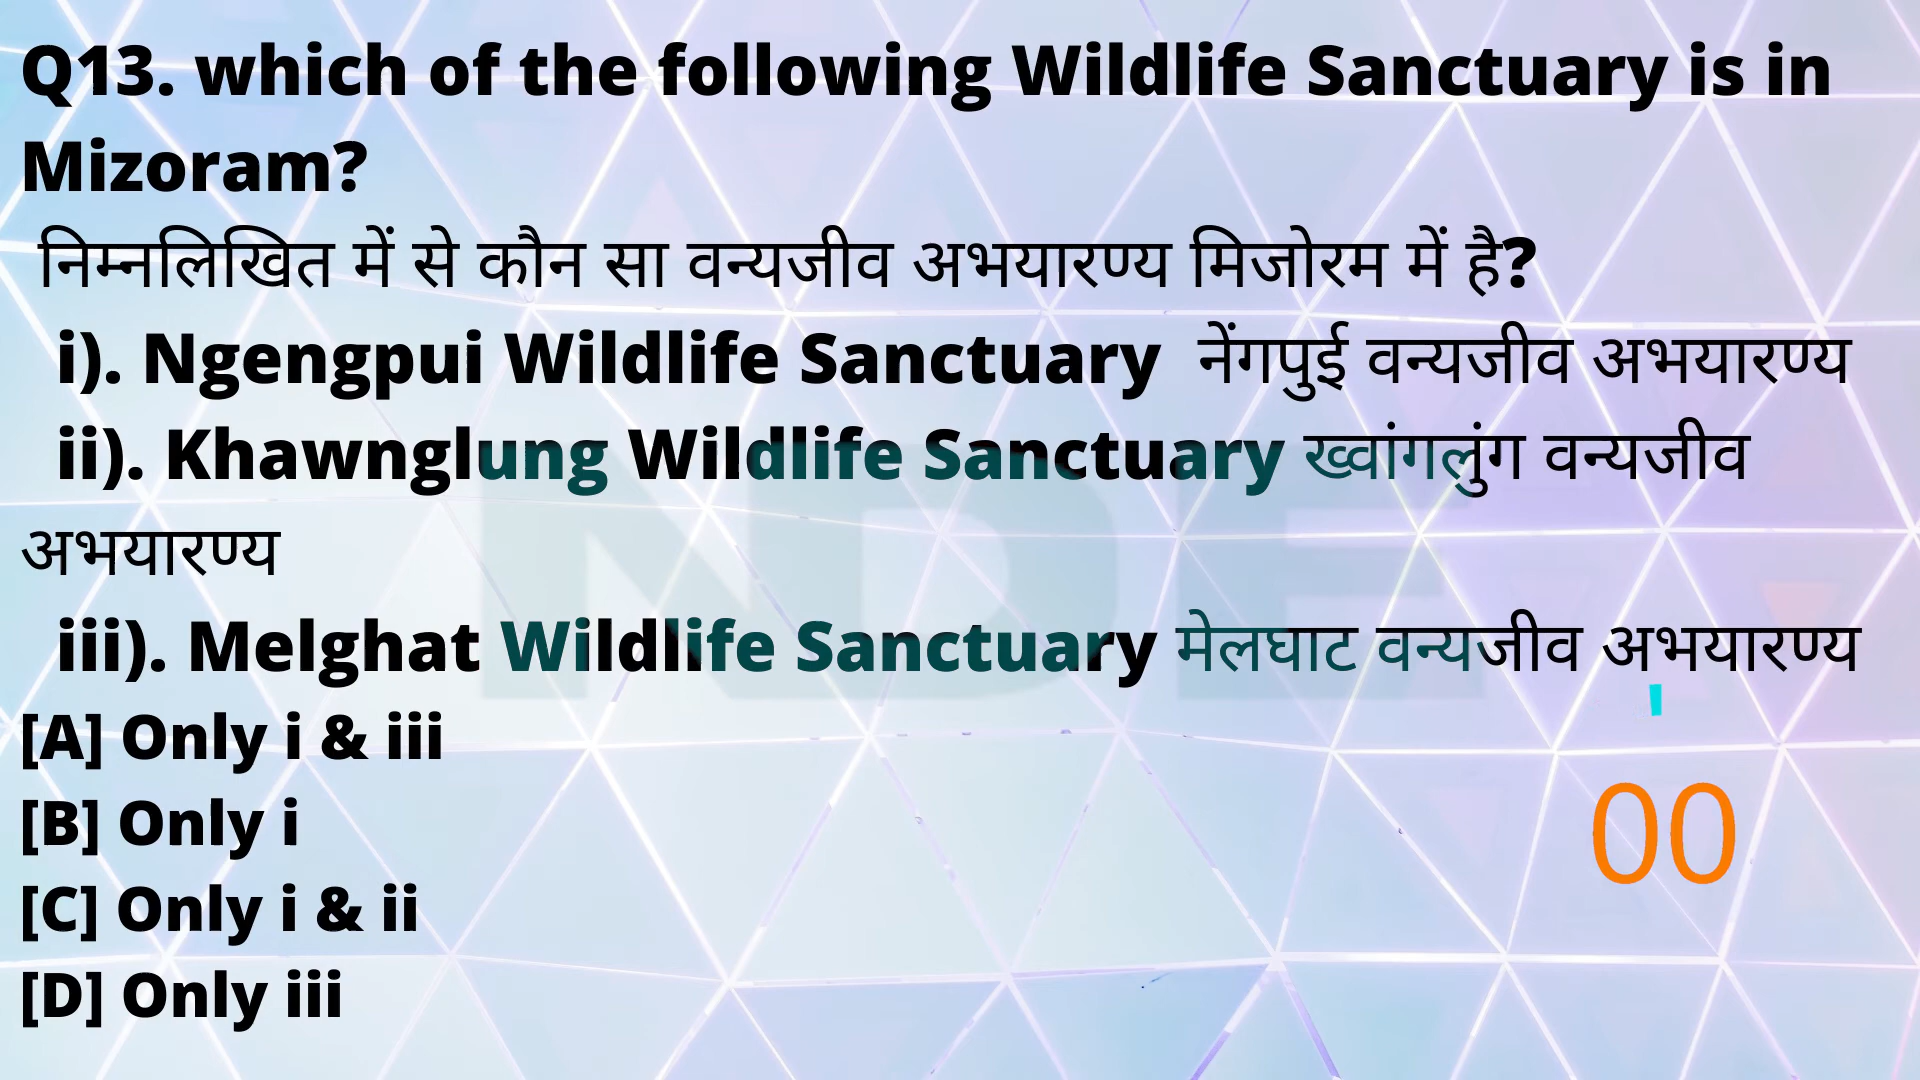 Q13. which of the following Wildlife Sanctuary is in
Mizoram?
निम्नलिखित में से कौन सा वन्यजीव अभयारण्य मिजोरम में है?
i). Ngengpui Wildlife Sanctuary नेंगपुई वन्यजीव अभयारण्य
ii). Khawnglung Wildlife Sanctuary ख्वांगलुंग वन्यजीव
अभयारण्य
iii). Melghat Wildlife Sanctuary मेलघाट वन्यजीव अभयारण्य
[A] Only i & iii
[B] Only i
[C] Only i & ii
[D] Only iii
00
NDE